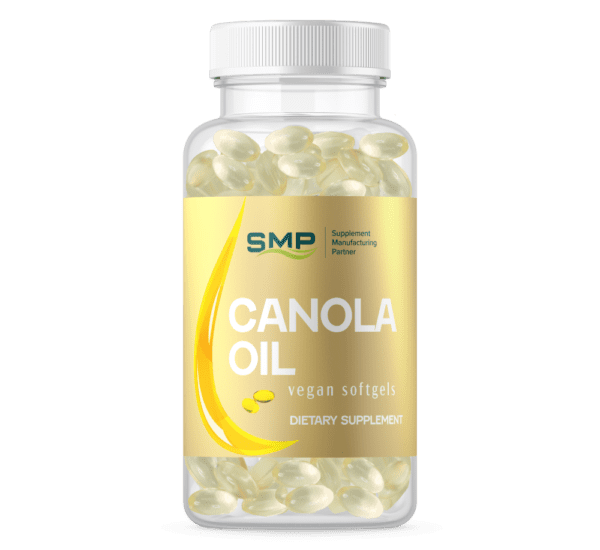 SMP
Supplement
Manufacturing
Partner
CANOLA
OIL
vegan softgels
DIETARY SUPPLEMENT